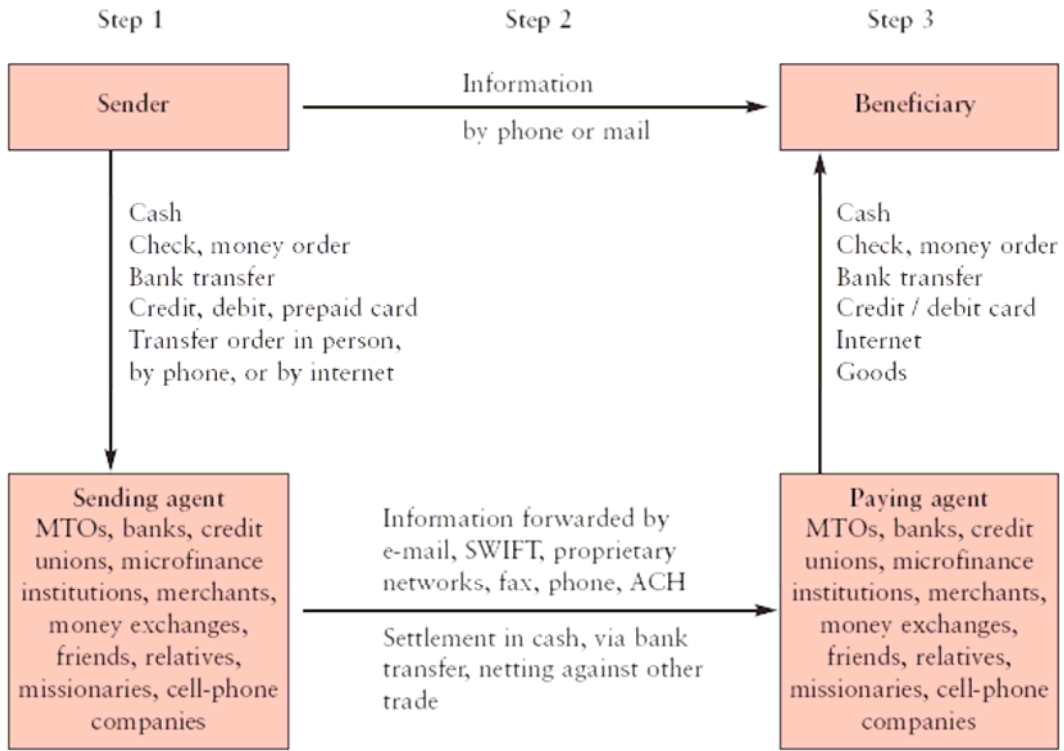 Step 1
Step 2
Step 3
Sender
Information
by phone or mail
Beneficiary
Cash
Check, money order
Bank transfer
Credit, debit, prepaid card
Transfer order in person,
by phone, or by internet
Cash
Check, money order
Bank transfer
Credit / debit card
Internet
Goods
Sending agent
MTOs, banks, credit
unions, microfinance
institutions, merchants,
money exchanges,
friends, relatives,
missionaries, cell-phone
companies
Information forwarded by
e-mail, SWIFT, proprietary
networks, fax, phone, ACH
Settlement in cash, via bank
transfer, netting against other
trade
Paying agent
MTOs, banks, credit
unions, microfinance
institutions, merchants,
money exchanges,
friends, relatives,
missionaries, cell-phone
companies